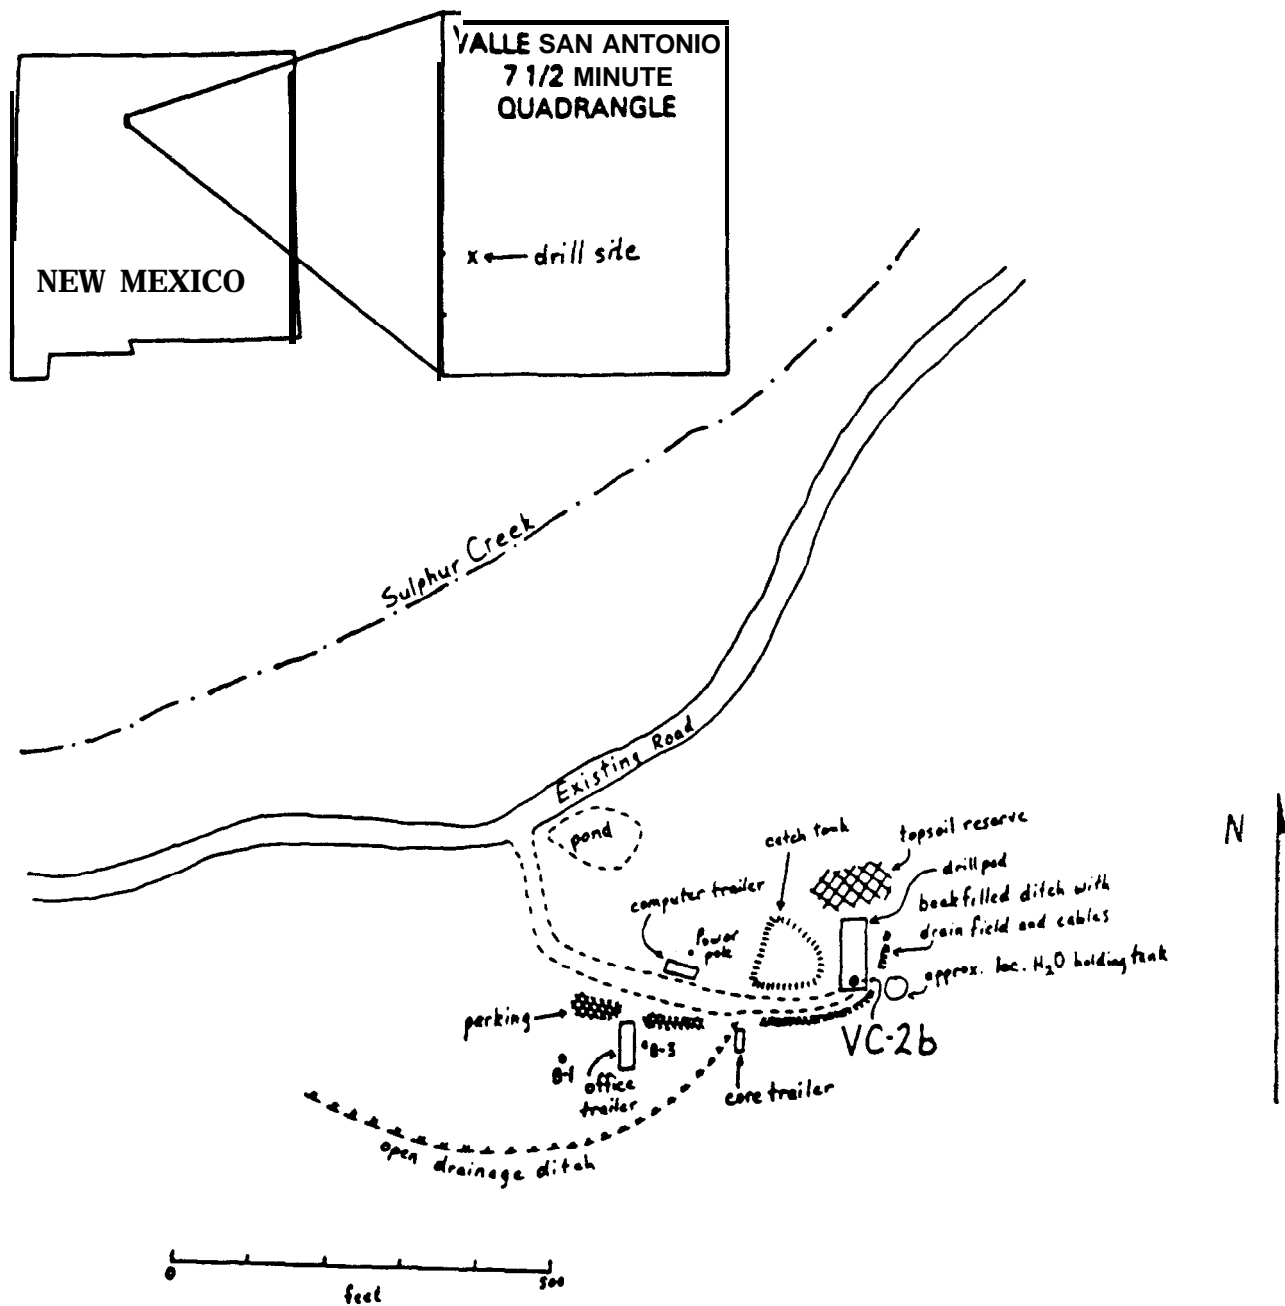 VALLE SAN ANTONIO
7 1/2 MINUTE
QUADRANGLE
x ← drill site
NEW MEXICO
Sulphur Creek
Existing Road
pond
catch tank
topsoil reserve
N
drill pad
computer trailer
backfilled ditch with
drain field and cables
Power
pole
approx. loc. H₂O holding tank
parking
VC-2b
B-3
B-1
office
trailer
core trailer
open drainage ditch
0
500
feet